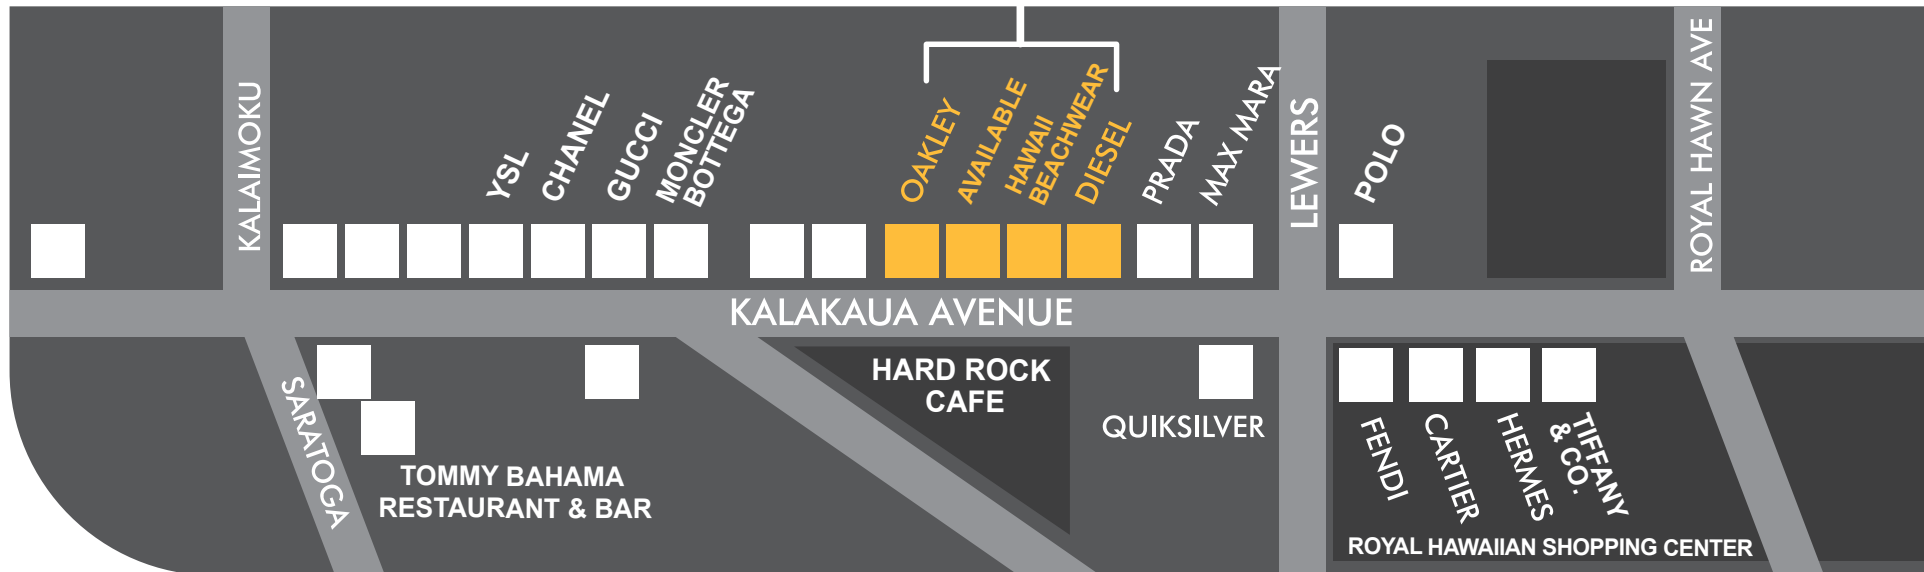 KALAIMOKU
YSL
CHANEL
GUCCI
MONCLER
BOTTEGA
OAKLEY
AVAILABLE
HAWAII
BEACHWEAR
DIESEL
PRADA
MAX MARA
LEWERS
POLO
ROYAL HAWN AVE
KALAKAUA AVENUE
SARATOGA
TOMMY BAHAMA
RESTAURANT & BAR
HARD ROCK
CAFE
QUIKSILVER
FENDI
CARTIER
HERMES
TIFFANY
& CO.
ROYAL HAWAIIAN SHOPPING CENTER